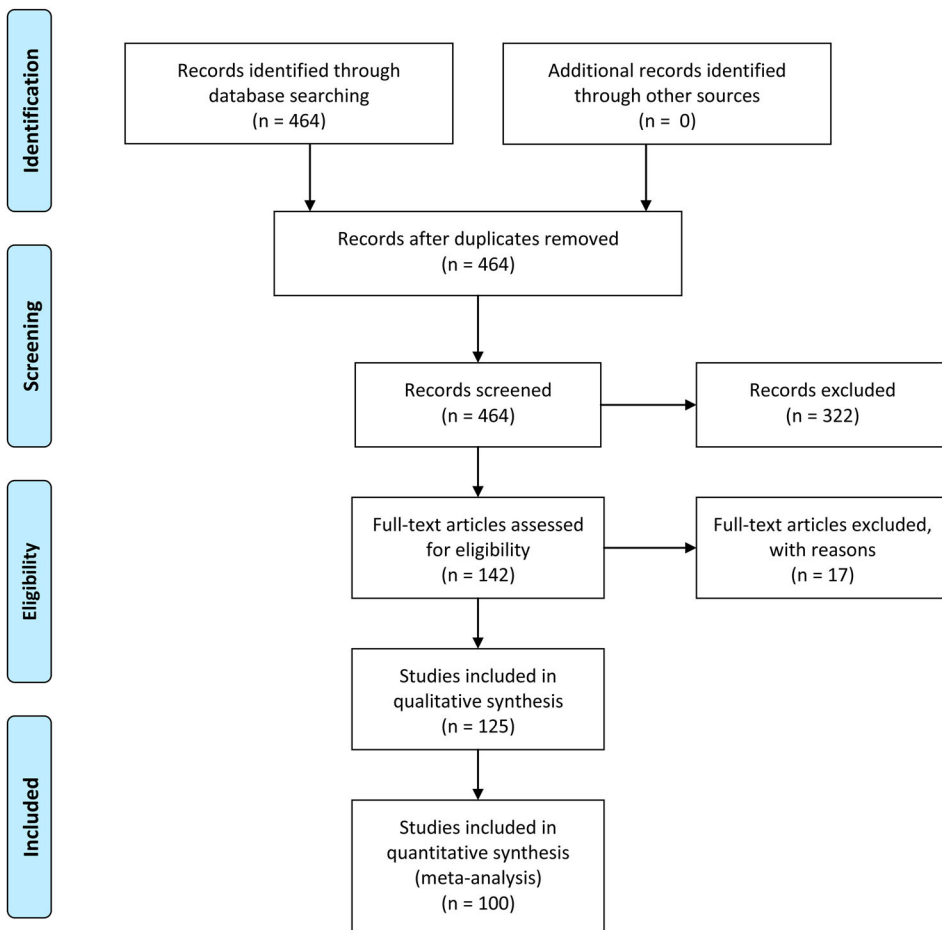 Identification
Records identified through
database searching
(n = 464)
Additional records identified
through other sources
(n = 0)
Records after duplicates removed
(n = 464)
Screening
Records screened
(n = 464)
Records excluded
(n = 322)
Eligibility
Full-text articles assessed
for eligibility
(n = 142)
Full-text articles excluded,
with reasons
(n = 17)
Studies included in
qualitative synthesis
(n = 125)
Included
Studies included in
quantitative synthesis
(meta-analysis)
(n = 100)